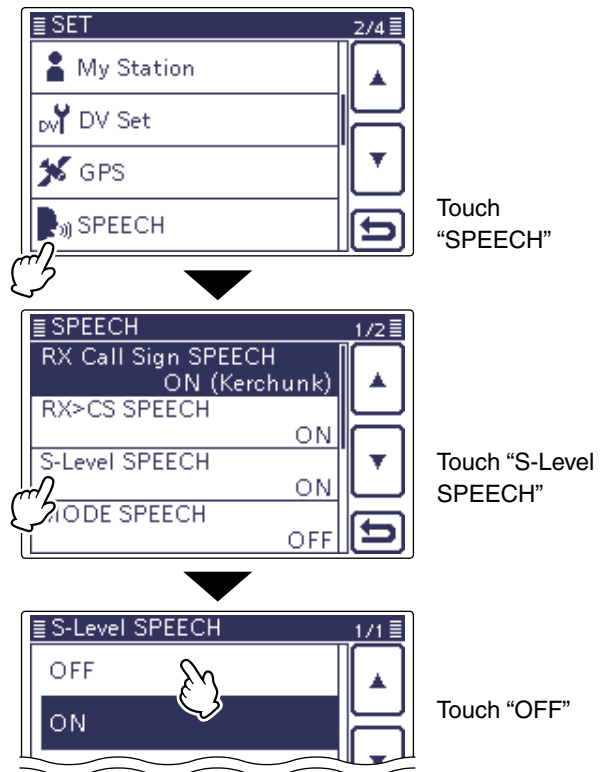 SET 2/4
My Station
DV DV Set
GPS
SPEECH
Touch
“SPEECH”
SPEECH 1/2
RX Call Sign SPEECH
ON (Kerchunk)
RX>CS SPEECH
ON
S-Level SPEECH
ON
MODE SPEECH
OFF
Touch “S-Level
SPEECH”
S-Level SPEECH 1/1
OFF
ON
Touch “OFF”